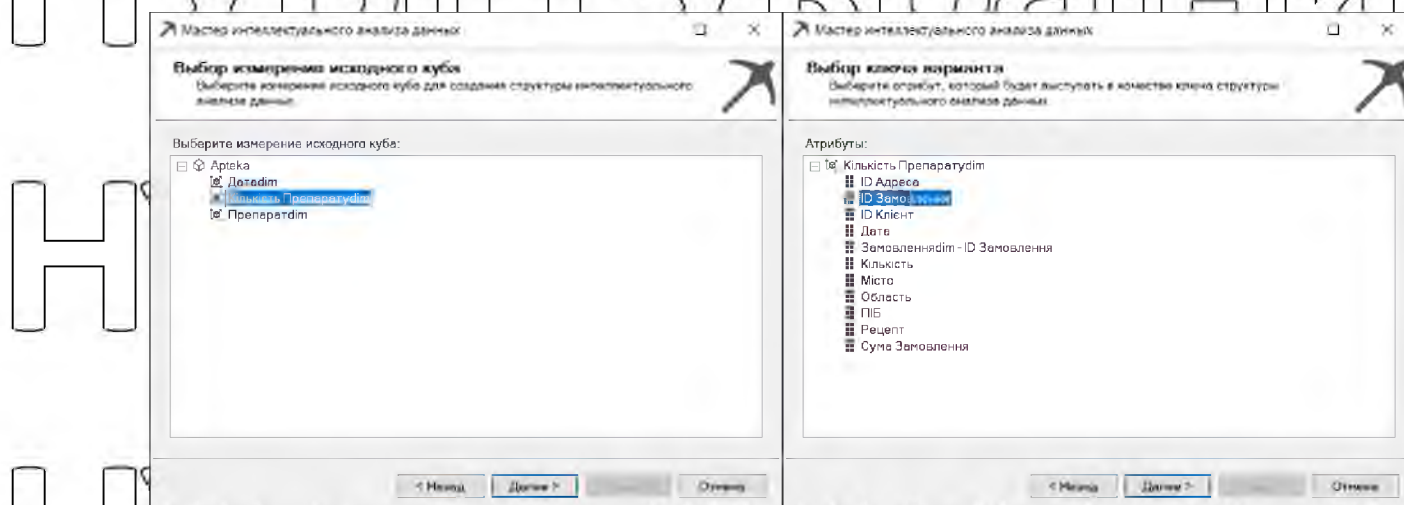 Мастер интеллектуального анализа данных
Выбор измерения исходного куба
Выберите измерение исходного куба для создания структуры интеллектуального
анализа данных.
Выберите измерение исходного куба:
Apteka
Датаdim
Кількість Препаратуdim
Препаратdim
< Назад
Далее >
Отмена
Мастер интеллектуального анализа данных
Выбор ключа варианта
Выберите атрибут, который будет выступать в качестве ключа структуры
интеллектуального анализа данных.
Атрибуты:
Кількість Препаратуdim
ID Адреса
ID Замовлення
ID Клієнт
Дата
Замовленняdim - ID Замовлення
Кількість
Місто
Область
ПІБ
Рецепт
Сума Замовлення
< Назад
Далее >
Отмена